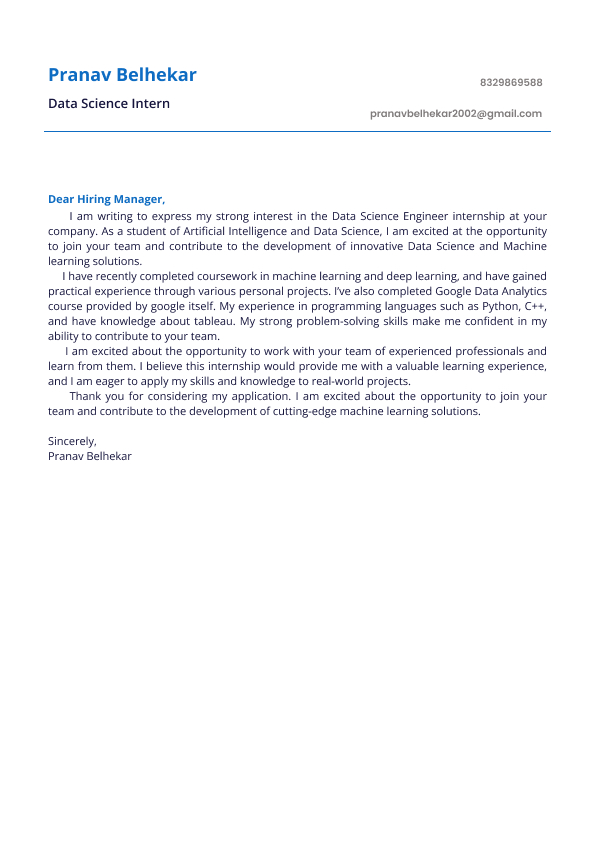 Pranav Belhekar
8329869588
Data Science Intern
pranavbelhekar2002@gmail.com
Dear Hiring Manager,
I am writing to express my strong interest in the Data Science Engineer internship at your
company. As a student of Artificial Intelligence and Data Science, I am excited at the opportunity
to join your team and contribute to the development of innovative Data Science and Machine
learning solutions.
I have recently completed coursework in machine learning and deep learning, and have gained
practical experience through various personal projects. I’ve also completed Google Data Analytics
course provided by google itself. My experience in programming languages such as Python, C++,
and have knowledge about tableau. My strong problem-solving skills make me confident in my
ability to contribute to your team.
I am excited about the opportunity to work with your team of experienced professionals and
learn from them. I believe this internship would provide me with a valuable learning experience,
and I am eager to apply my skills and knowledge to real-world projects.
Thank you for considering my application. I am excited about the opportunity to join your
team and contribute to the development of cutting-edge machine learning solutions.
Sincerely,
Pranav Belhekar